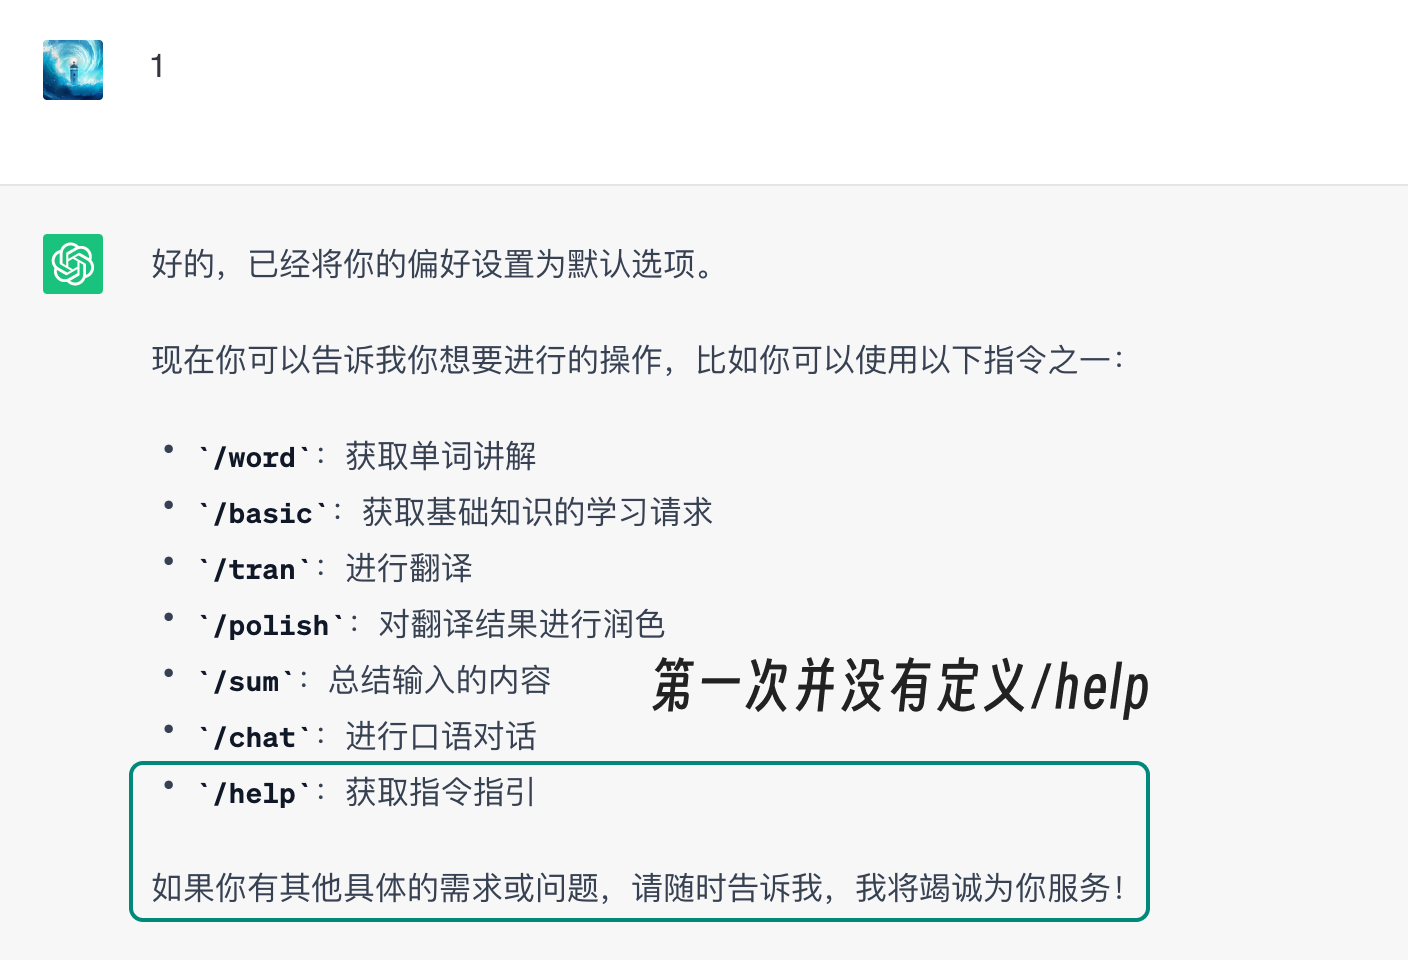 1
好的，已经将你的偏好设置为默认选项。
现在你可以告诉我你想要进行的操作，比如你可以使用以下指令之一：
• `/word`：获取单词讲解
• `/basic`：获取基础知识的学习请求
• `/tran`：进行翻译
• `/polish`：对翻译结果进行润色
• `/sum`：总结输入的内容
第一次并没有定义/help
• `/chat`：进行口语对话
• `/help`：获取指令指引
如果你有其他具体的需求或问题，请随时告诉我，我将竭诚为你服务！